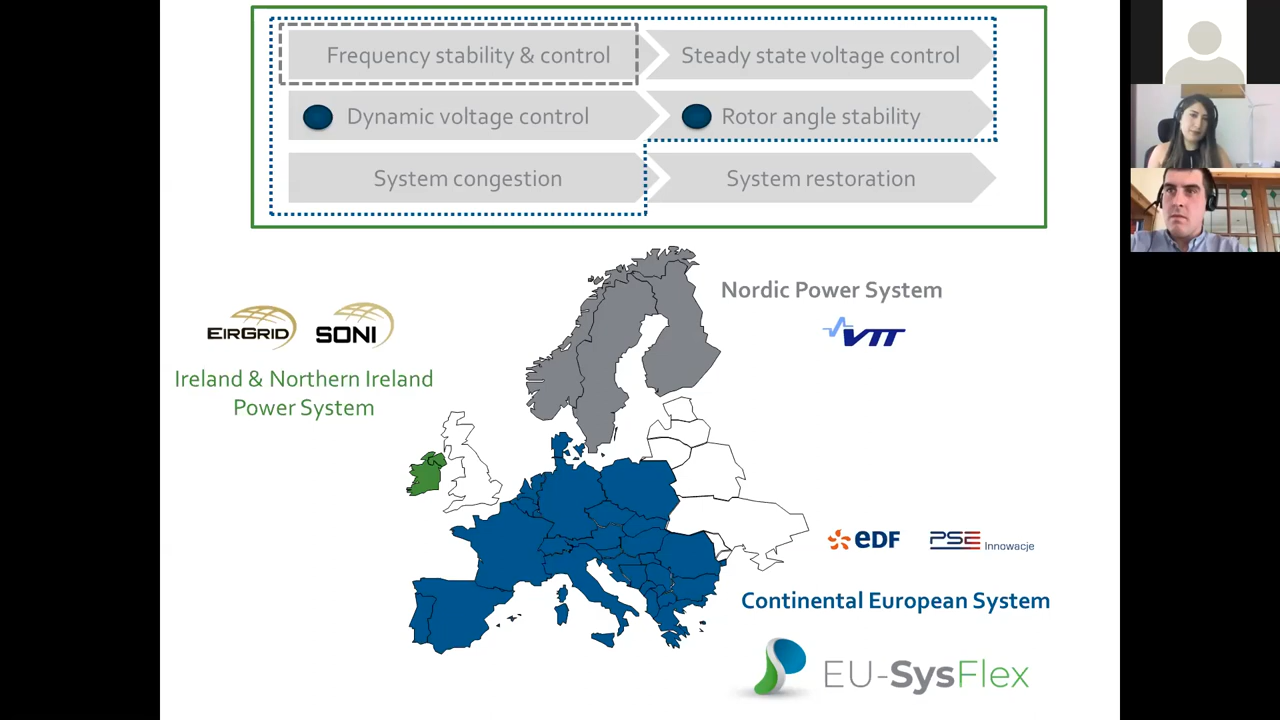 Frequency stability & control
Steady state voltage control
Dynamic voltage control
Rotor angle stability
System congestion
System restoration
Nordic Power System
VTT
EIRGRID
SONI
Ireland & Northern Ireland
Power System
eDF
PSE Innowacje
Continental European System
EU-SysFlex